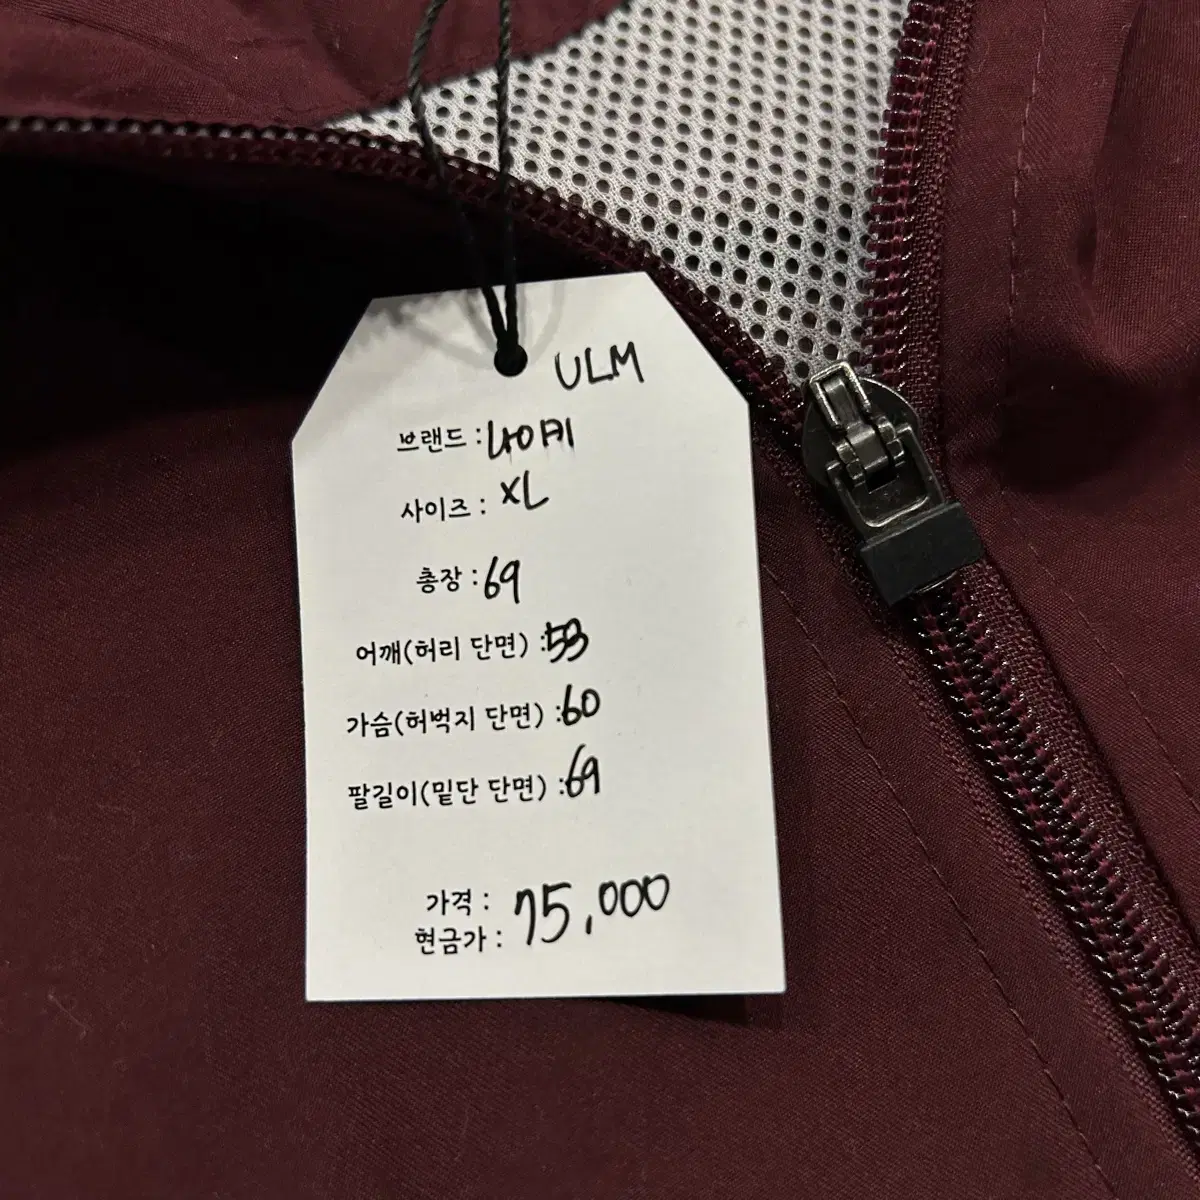 ULM
브랜드 : 나이키
사이즈 : XL
총장 : 69
어깨(허리 단면) : 53
가슴(허벅지 단면) : 60
팔길이(밑단 단면) : 69
가격 :
현금가 : 75,000